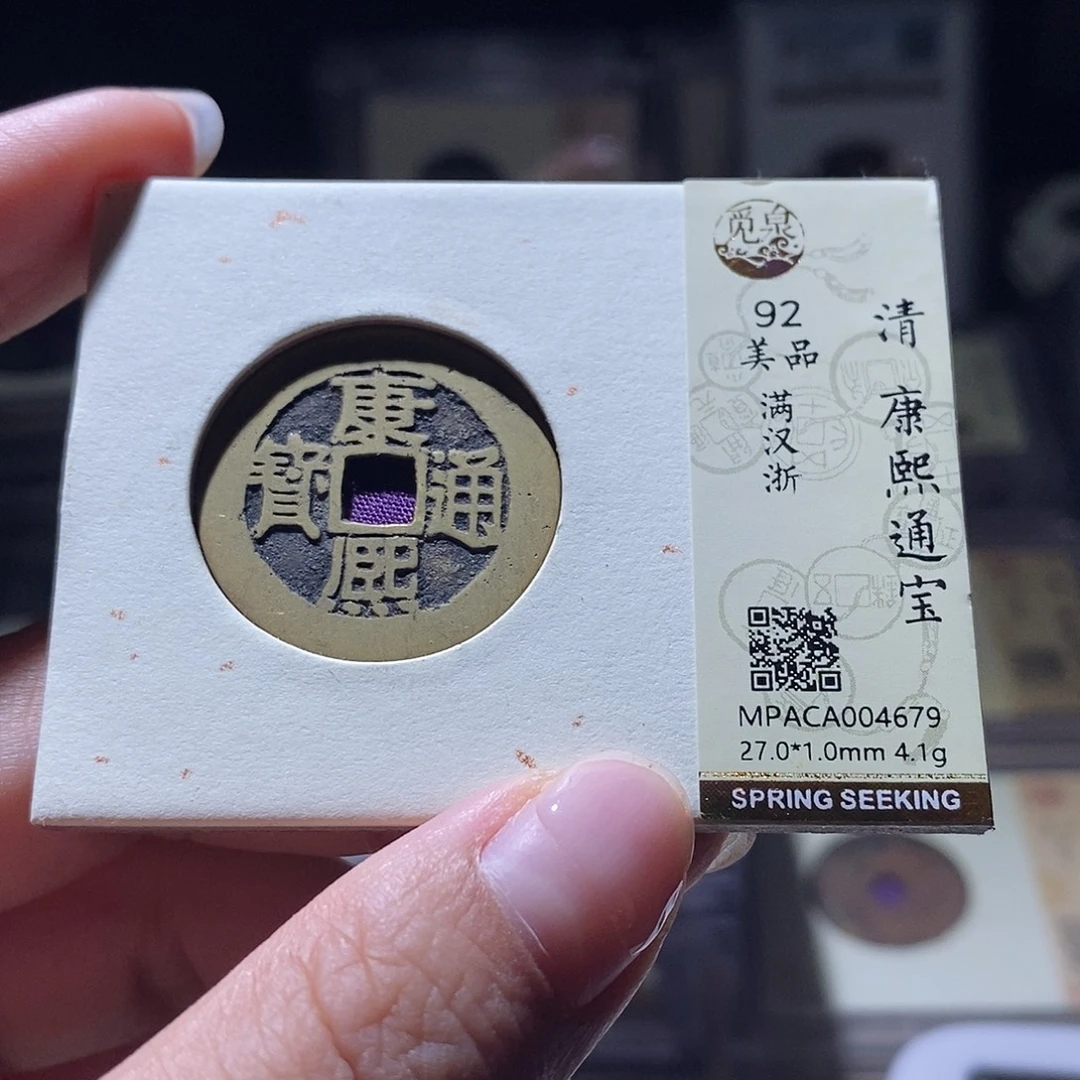 康熙通寳
觅泉
92
美品
满汉浙
清 康熙通宝
MPACA004679
27.0*1.0mm 4.1g
SPRING SEEKING